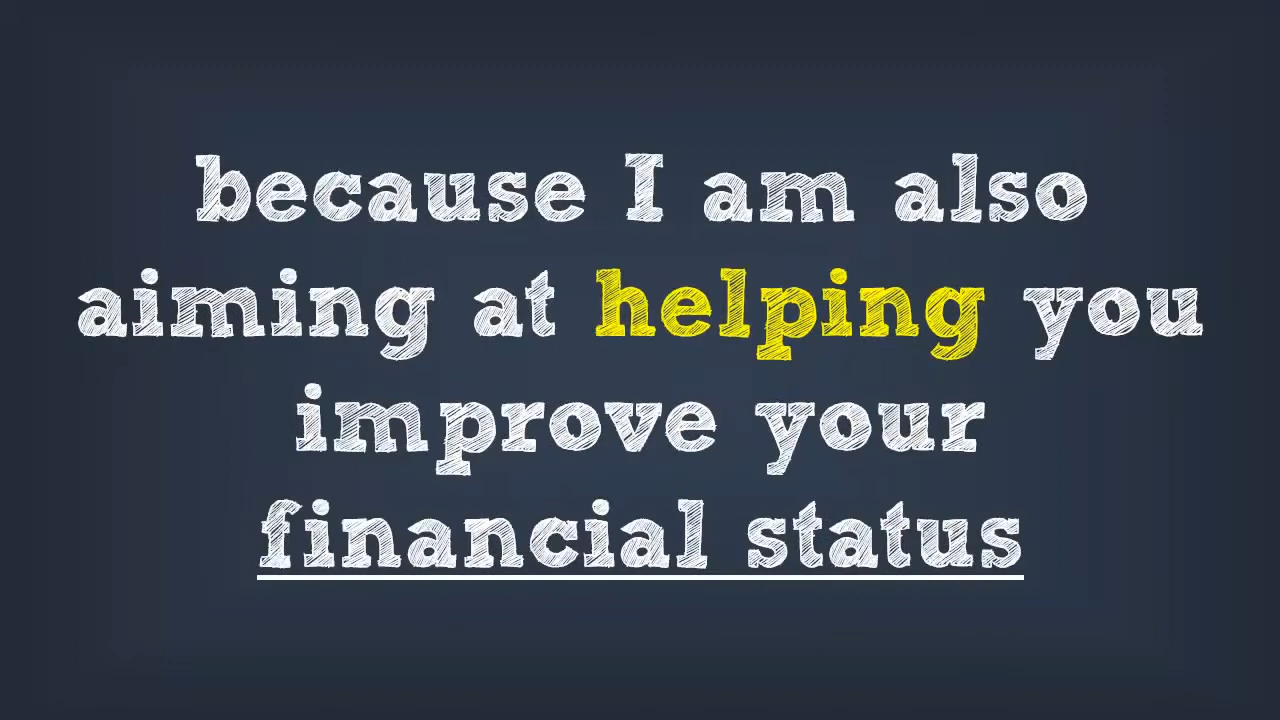 because I am also
aiming at helping you
improve your
financial status